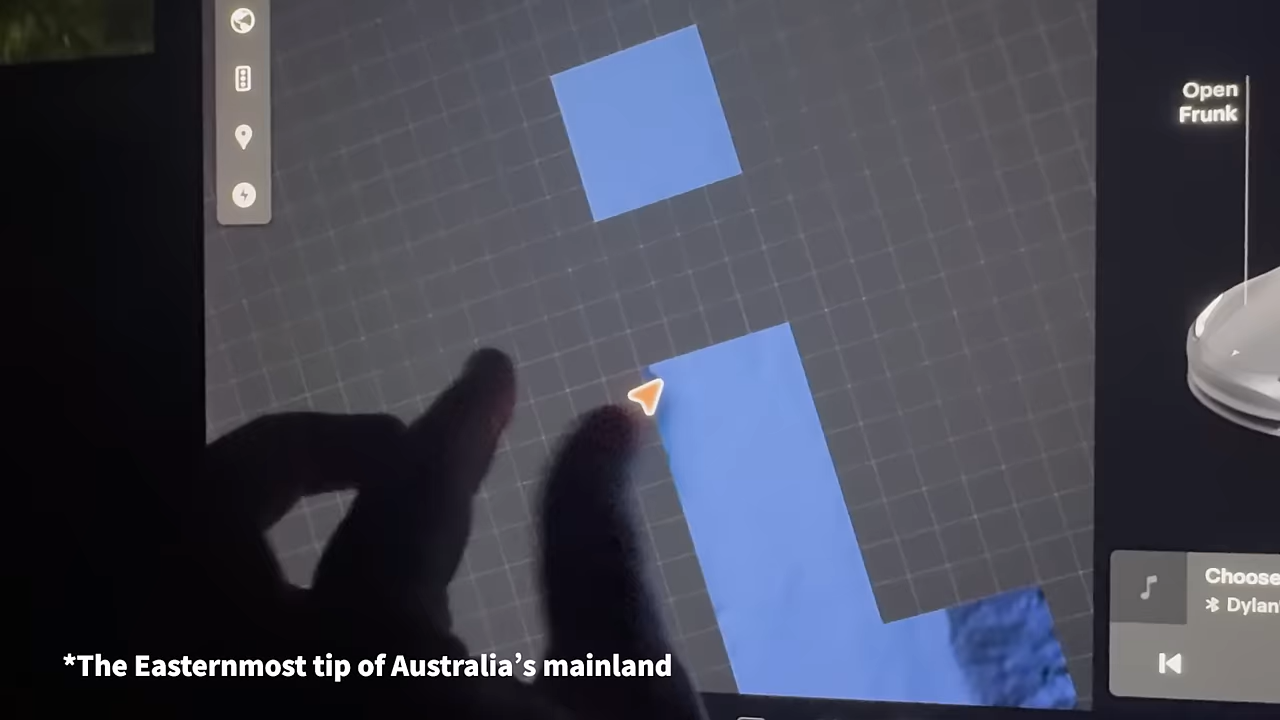 Open
Frunk
Choose
Dylan
*The Easternmost tip of Australia’s mainland